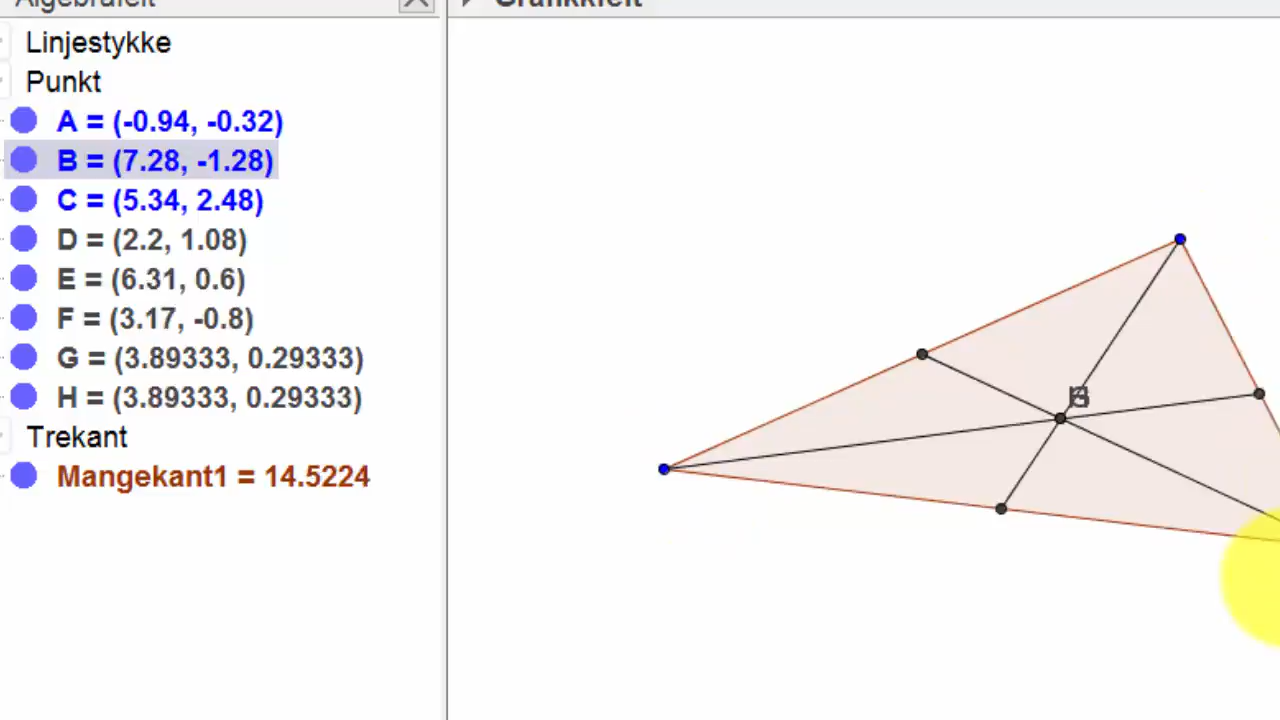 Algebrafelt
Grafikkfelt
Linjestykke
Punkt
A = (-0.94, -0.32)
B = (7.28, -1.28)
C = (5.34, 2.48)
D = (2.2, 1.08)
E = (6.31, 0.6)
F = (3.17, -0.8)
G = (3.89333, 0.29333)
H = (3.89333, 0.29333)
Trekant
Mangekant1 = 14.5224